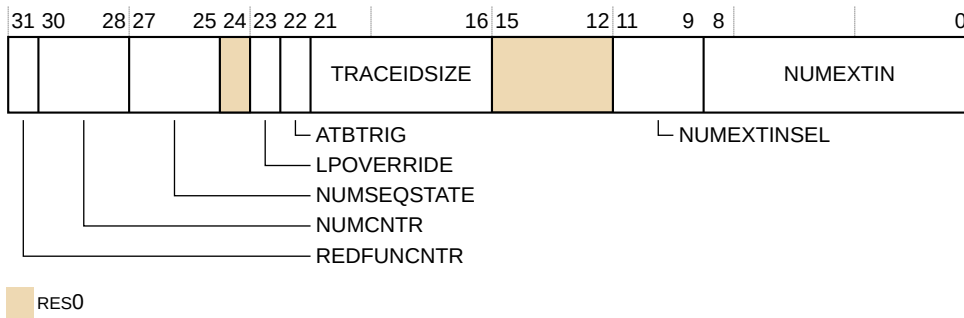 31 30 28 27 25 24 23 22 21 16 15 12 11 9 8 0
TRACEIDSIZE NUMEXTIN
ATBTRIG NUMEXTINSEL
LPOVERRIDE
NUMSEQSTATE
NUMCNTR
REDFUNCNTR
RES0